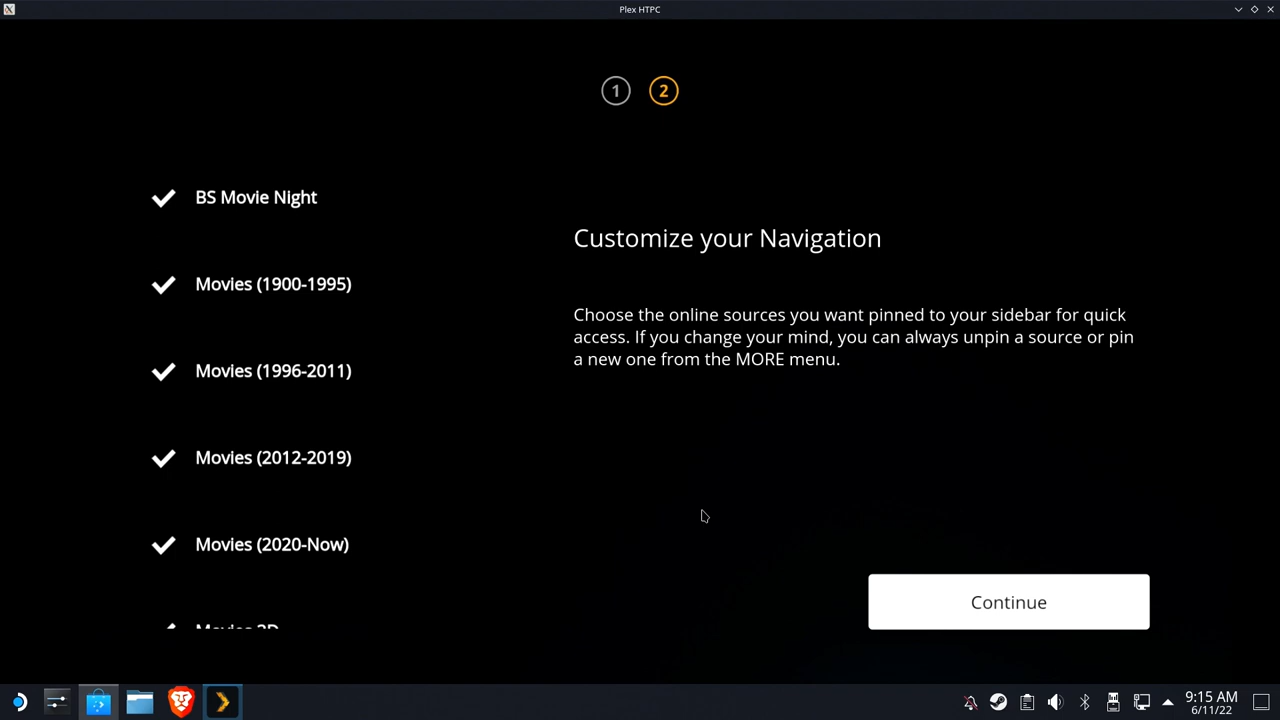 Plex HTPC
1 2
BS Movie Night
Movies (1900-1995)
Movies (1996-2011)
Movies (2012-2019)
Movies (2020-Now)
Movies 3D
Customize your Navigation
Choose the online sources you want pinned to your sidebar for quick
access. If you change your mind, you can always unpin a source or pin
a new one from the MORE menu.
Continue
9:15 AM
6/11/22